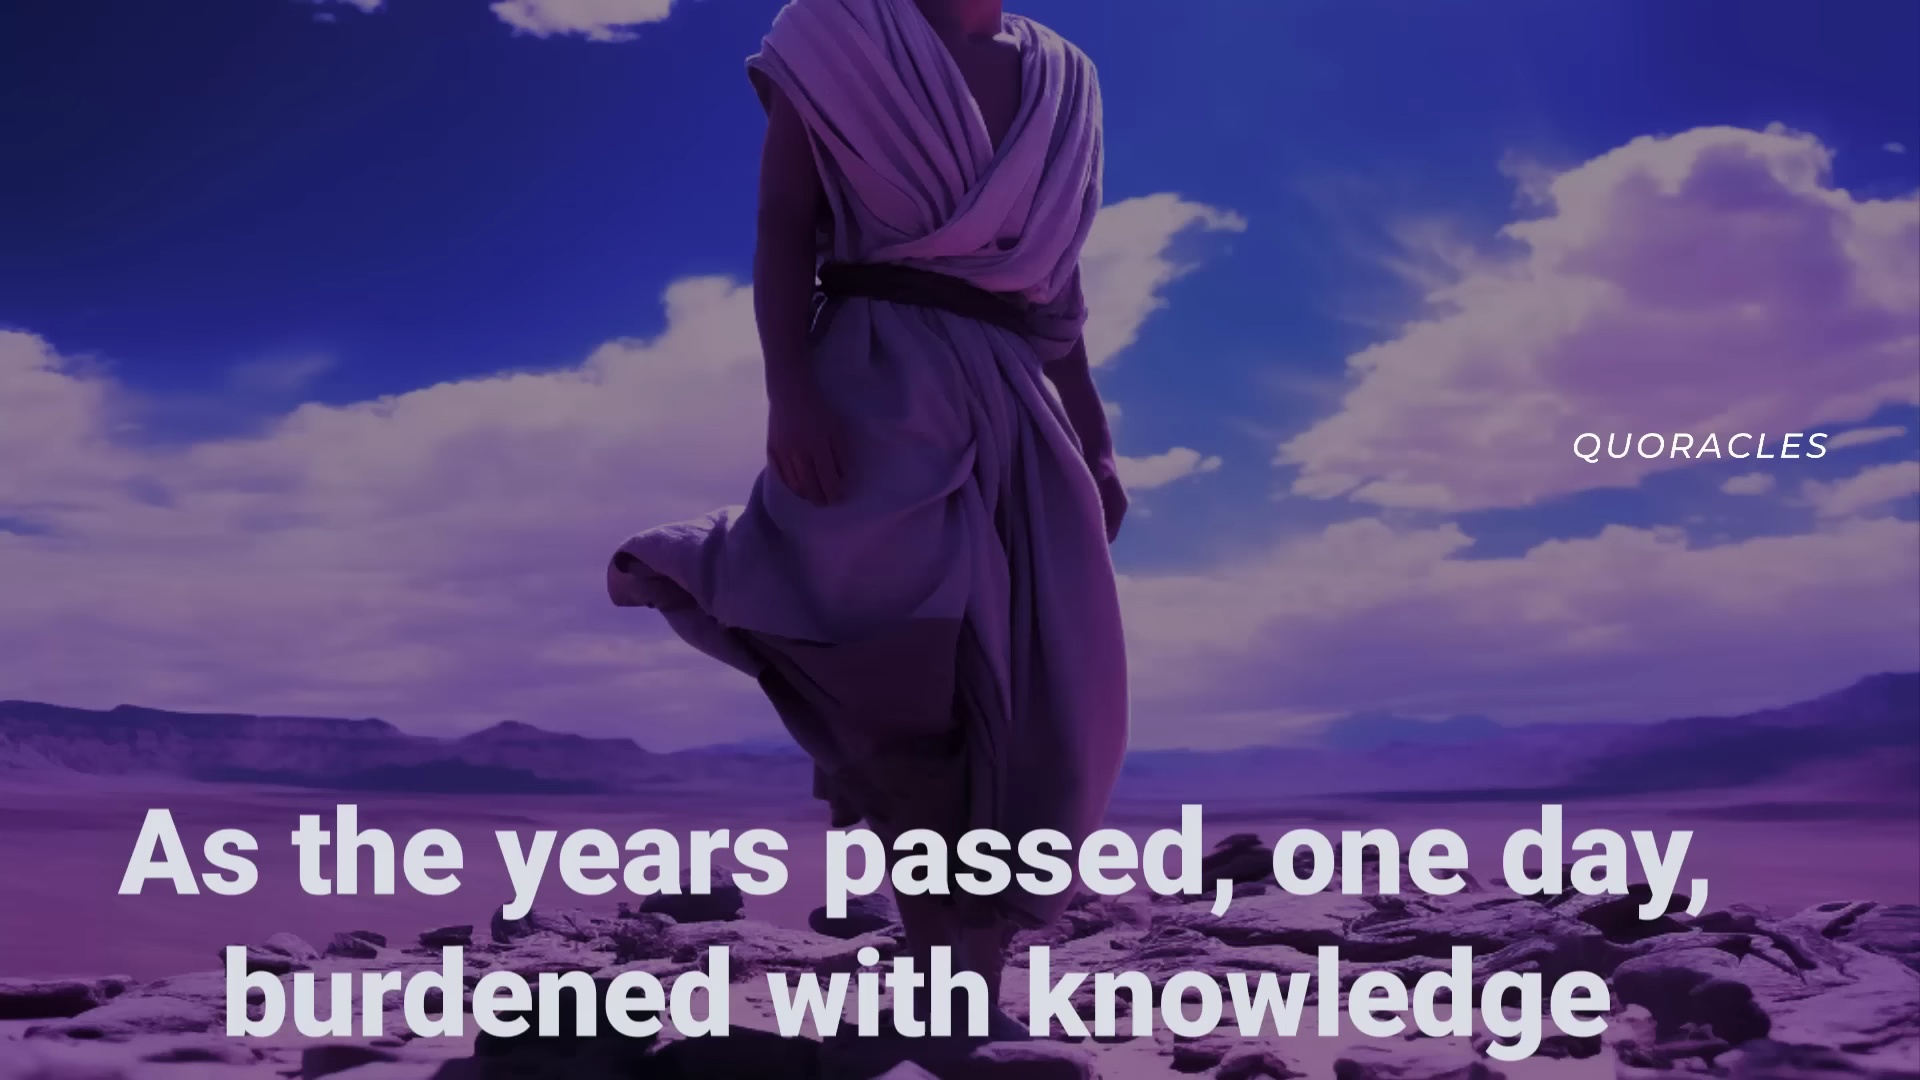 QUORACLES
As the years passed, one day,
burdened with knowledge